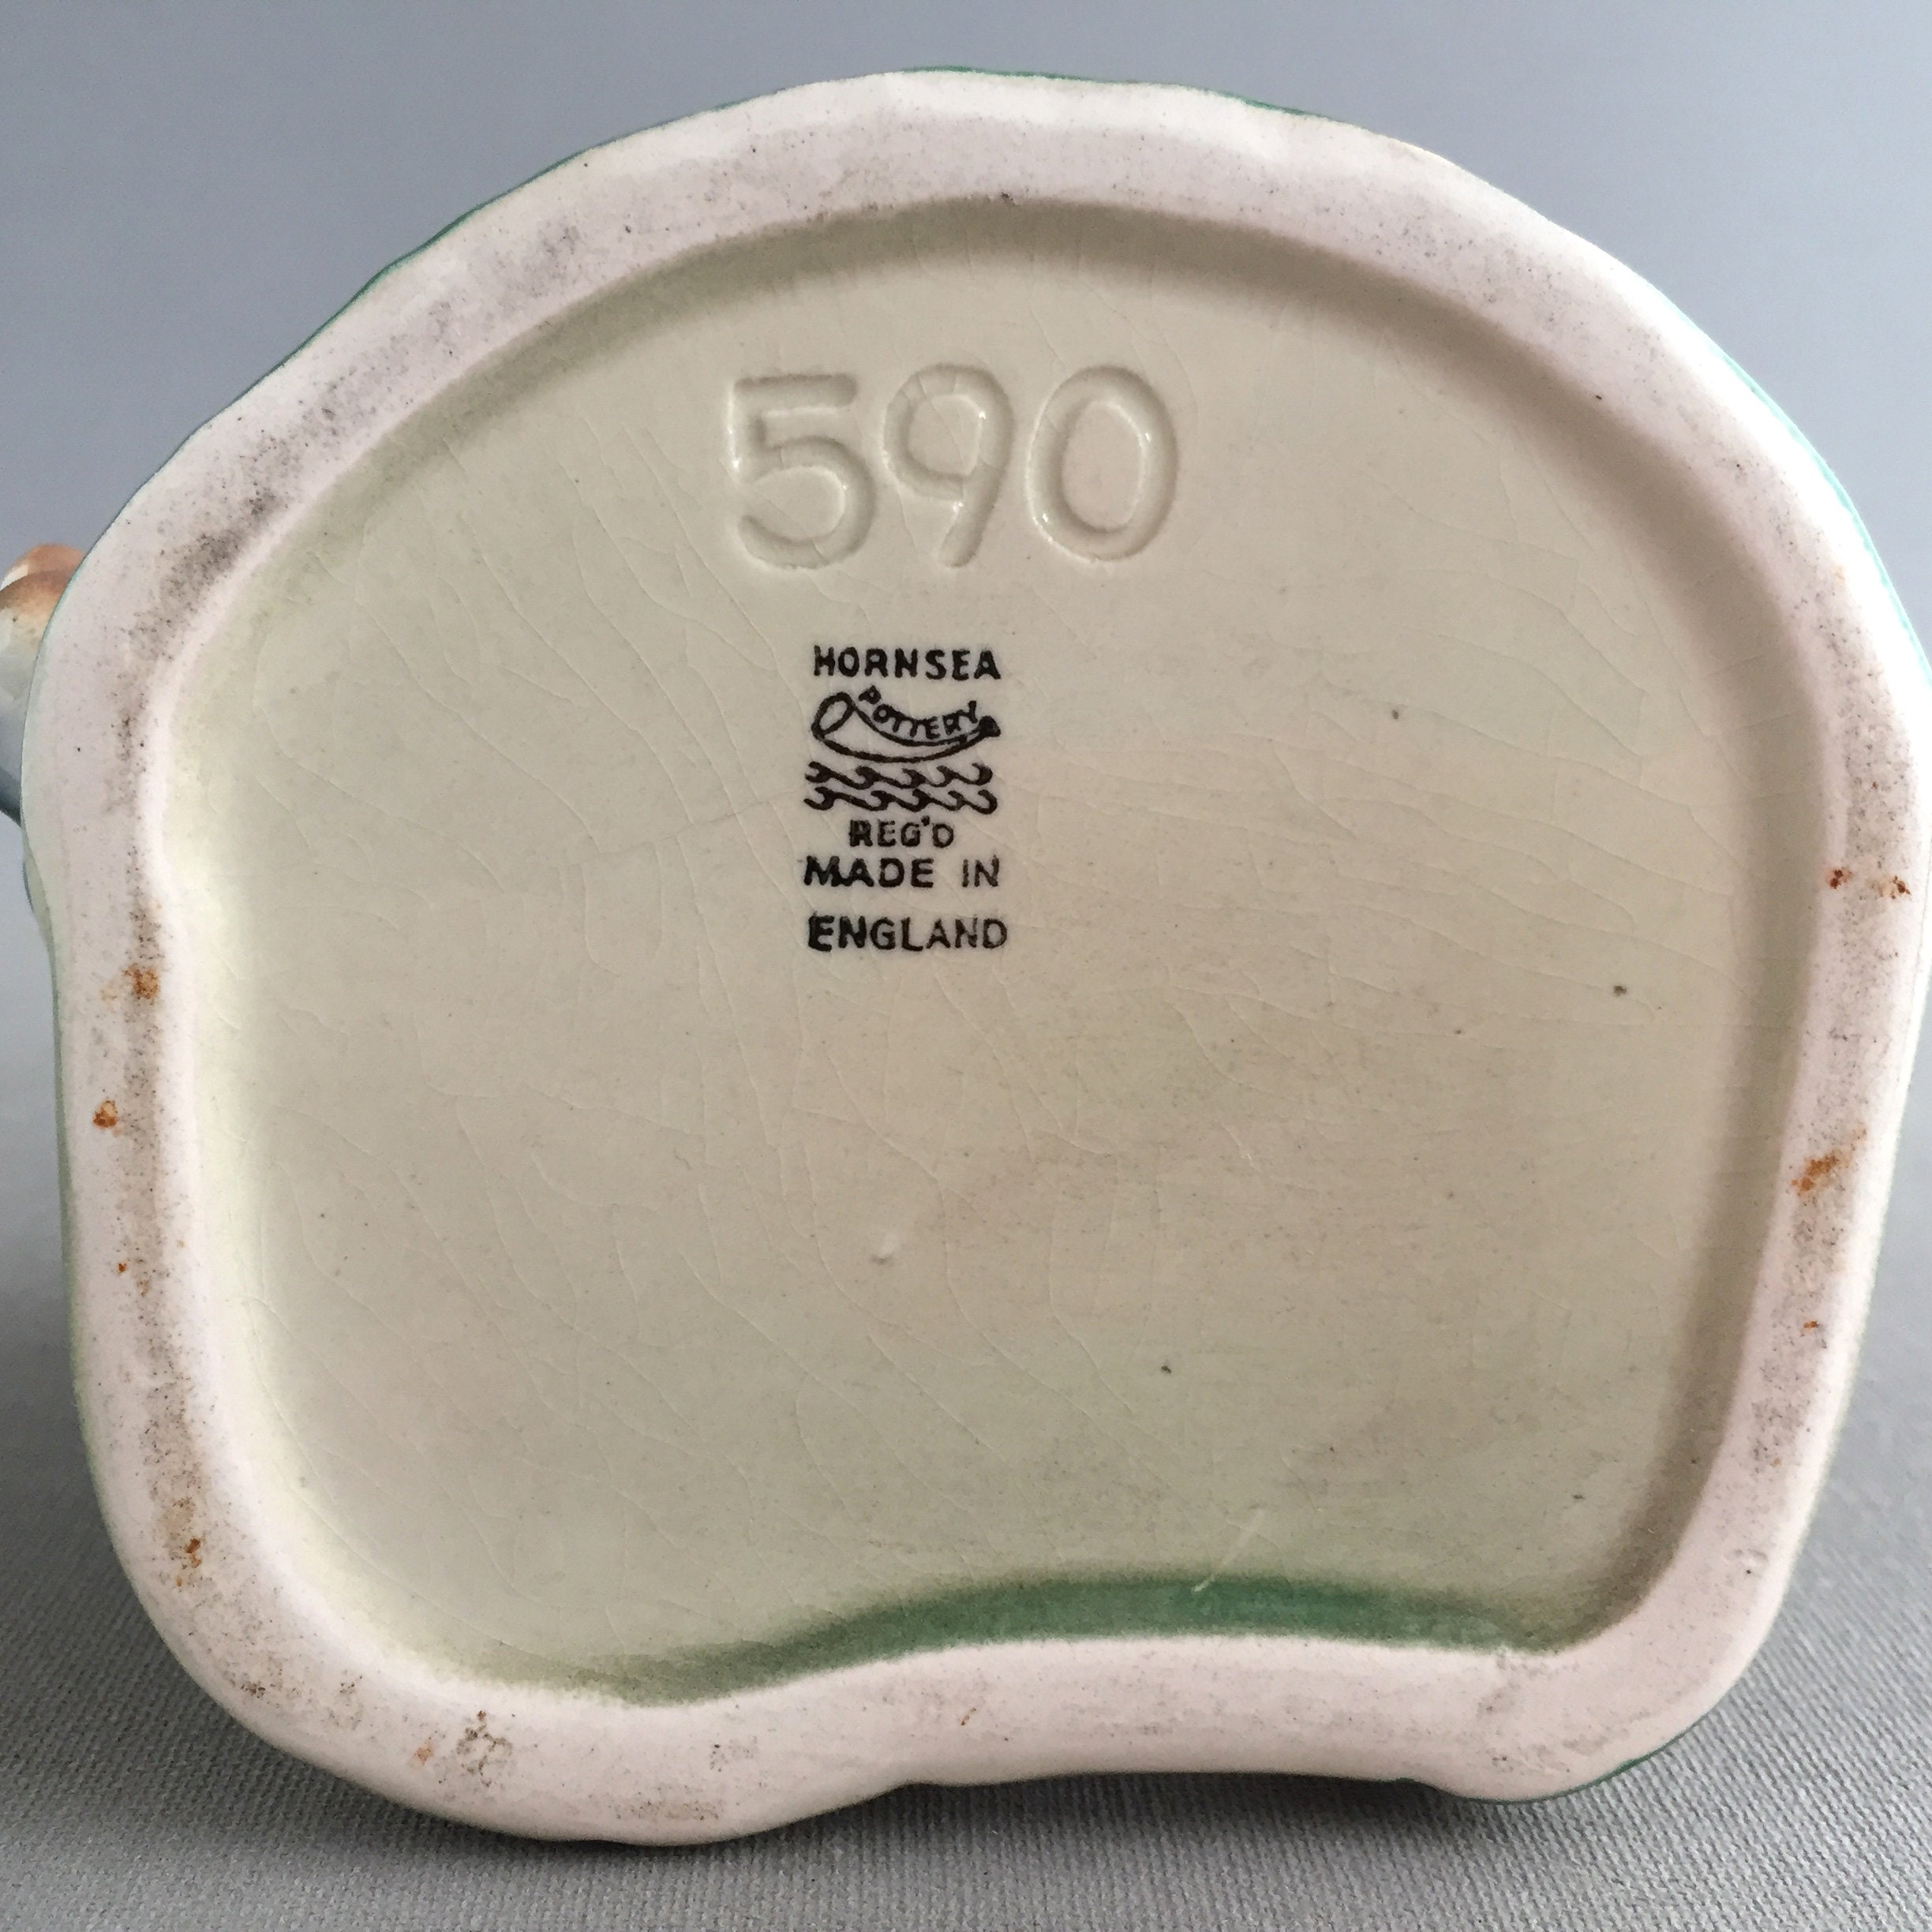 590
HORNSEA
POTTERY
REG'D
MADE IN
ENGLAND